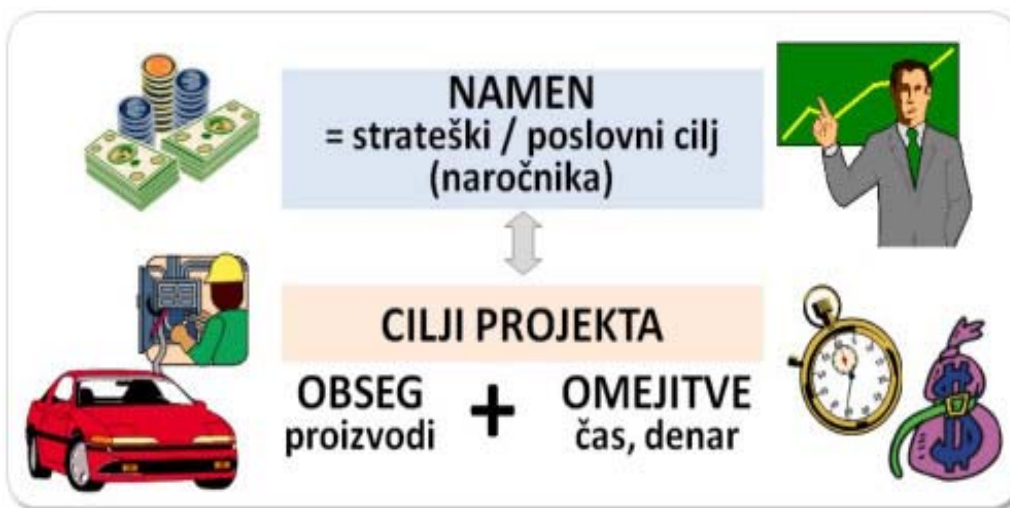 NAMEN
= strateški / poslovni cilj
(naročnika)
CILJI PROJEKTA
OBSEG + OMEJITVE
proizvodi čas, denar